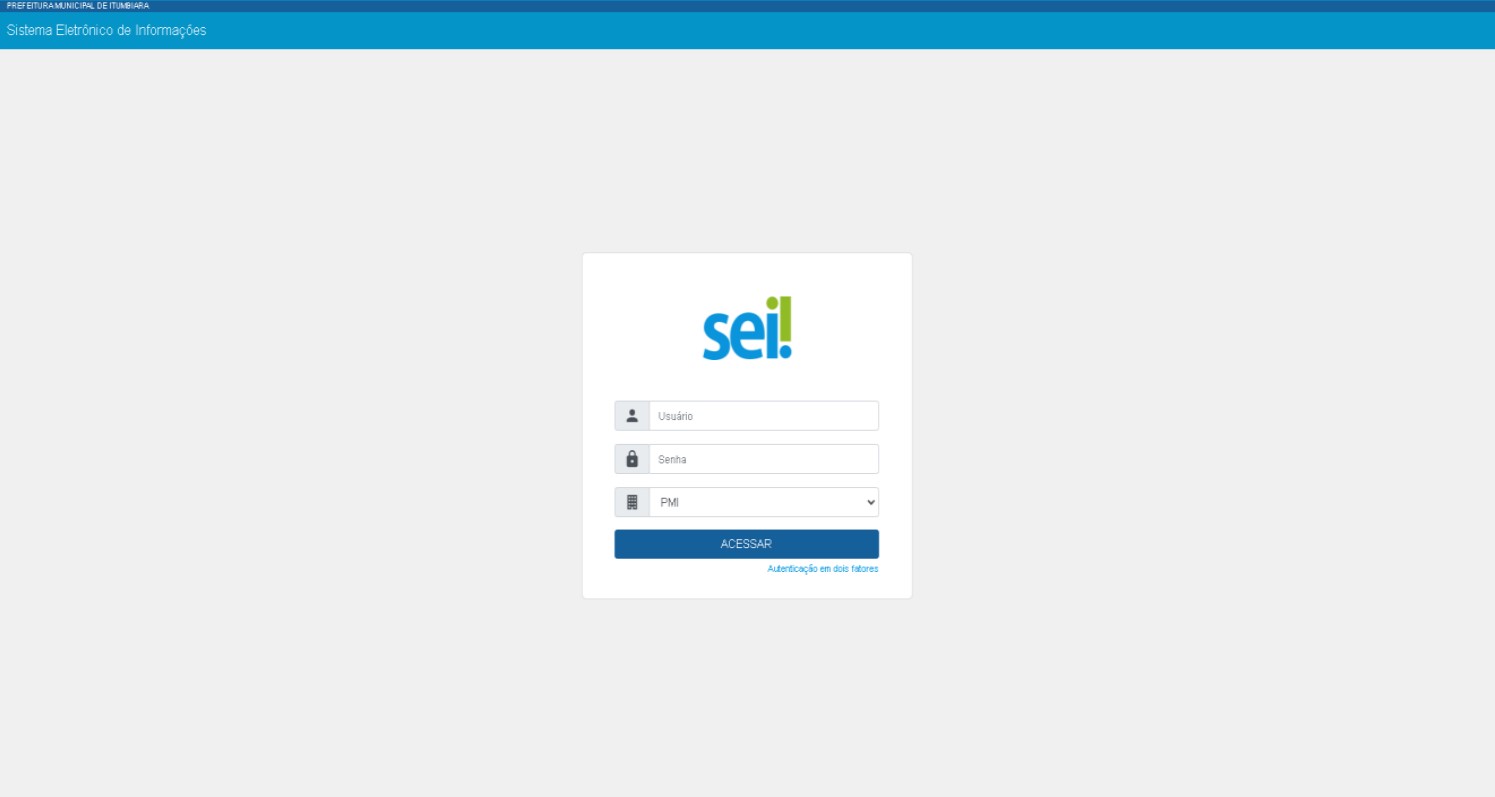 PREFEITURA MUNICIPAL DE ITUMBIARA
Sistema Eletrônico de Informações
sei!
Usuário
Senha
PMI
ACESSAR
Autenticação em dois fatores